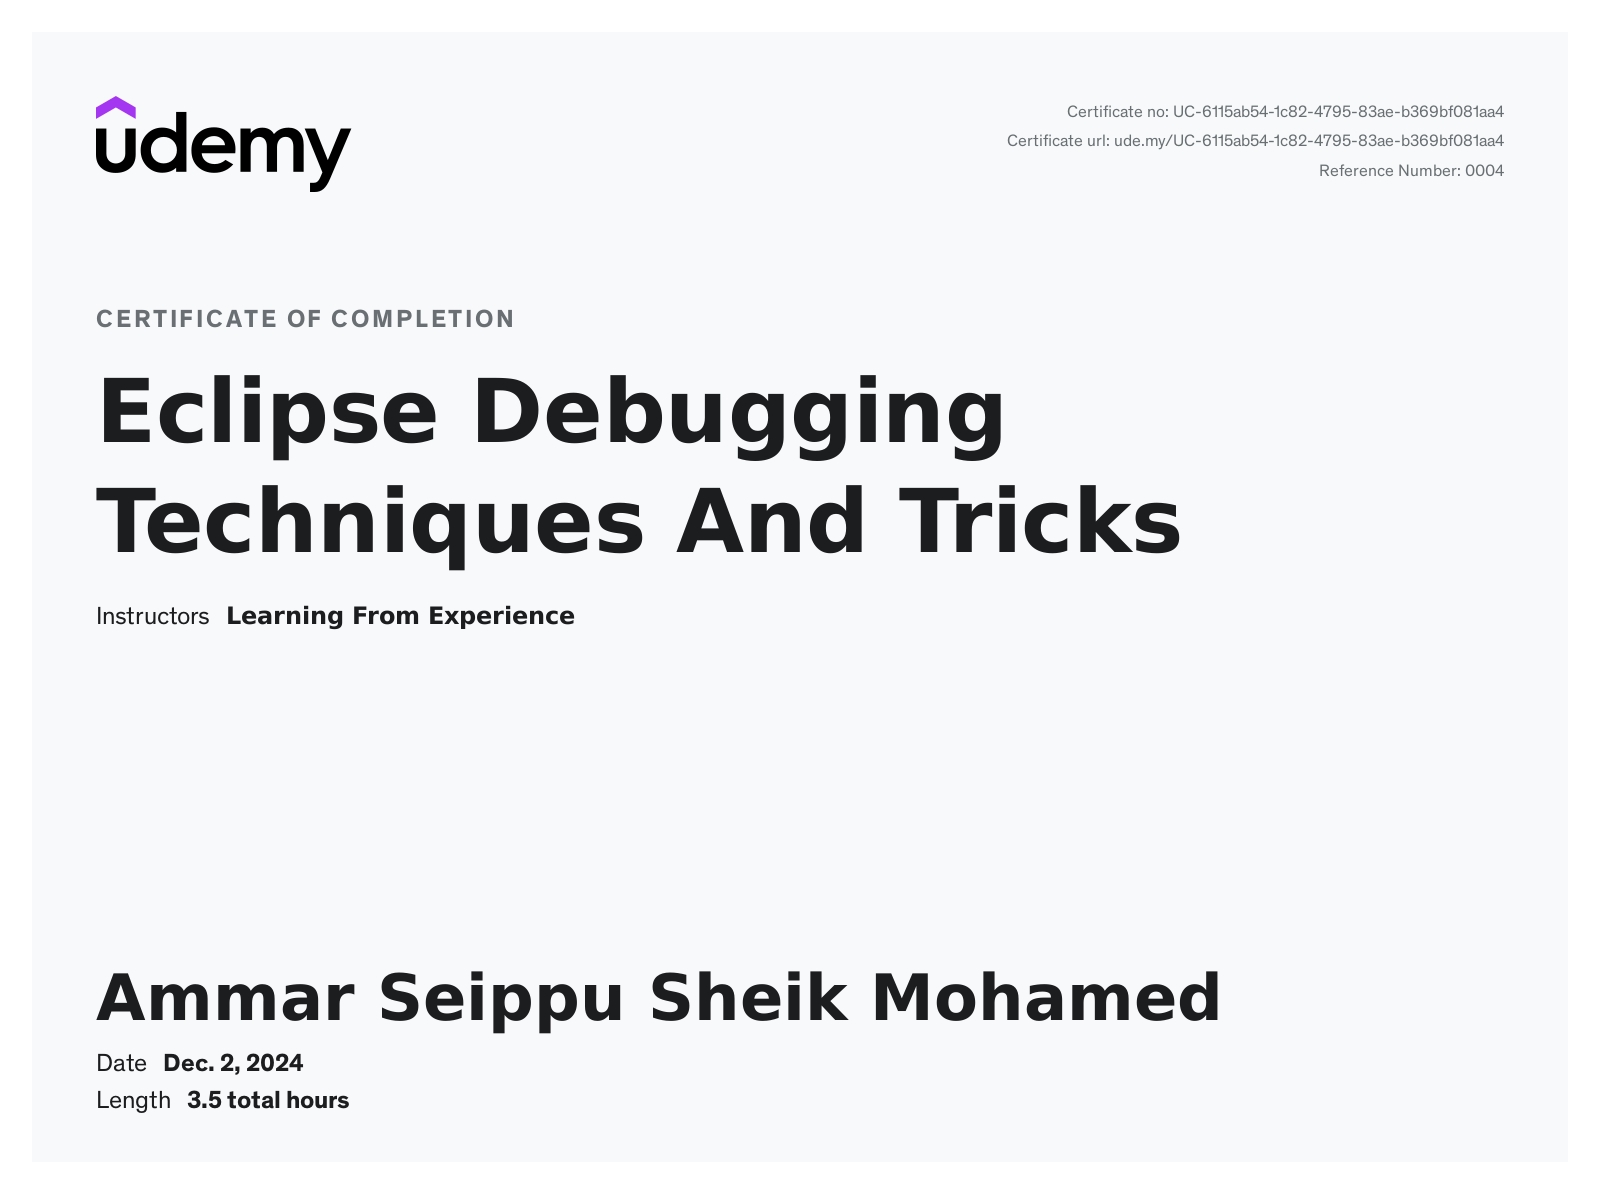 udemy
Certificate no: UC-6115ab54-1c82-4795-83ae-b369bf081aa4
Certificate url: ude.my/UC-6115ab54-1c82-4795-83ae-b369bf081aa4
Reference Number: 0004
CERTIFICATE OF COMPLETION
Eclipse Debugging
Techniques And Tricks
Instructors Learning From Experience
Ammar Seippu Sheik Mohamed
Date Dec. 2, 2024
Length 3.5 total hours